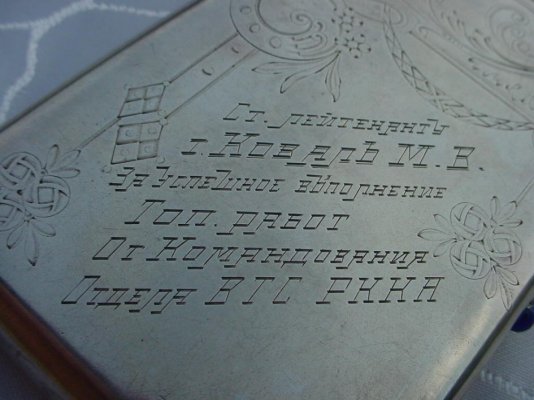 Ст. лейтенанту
г. Коваль М. В.
За успешное выполнение
Топ. работ
От Командования
Отдела ВТС РККА